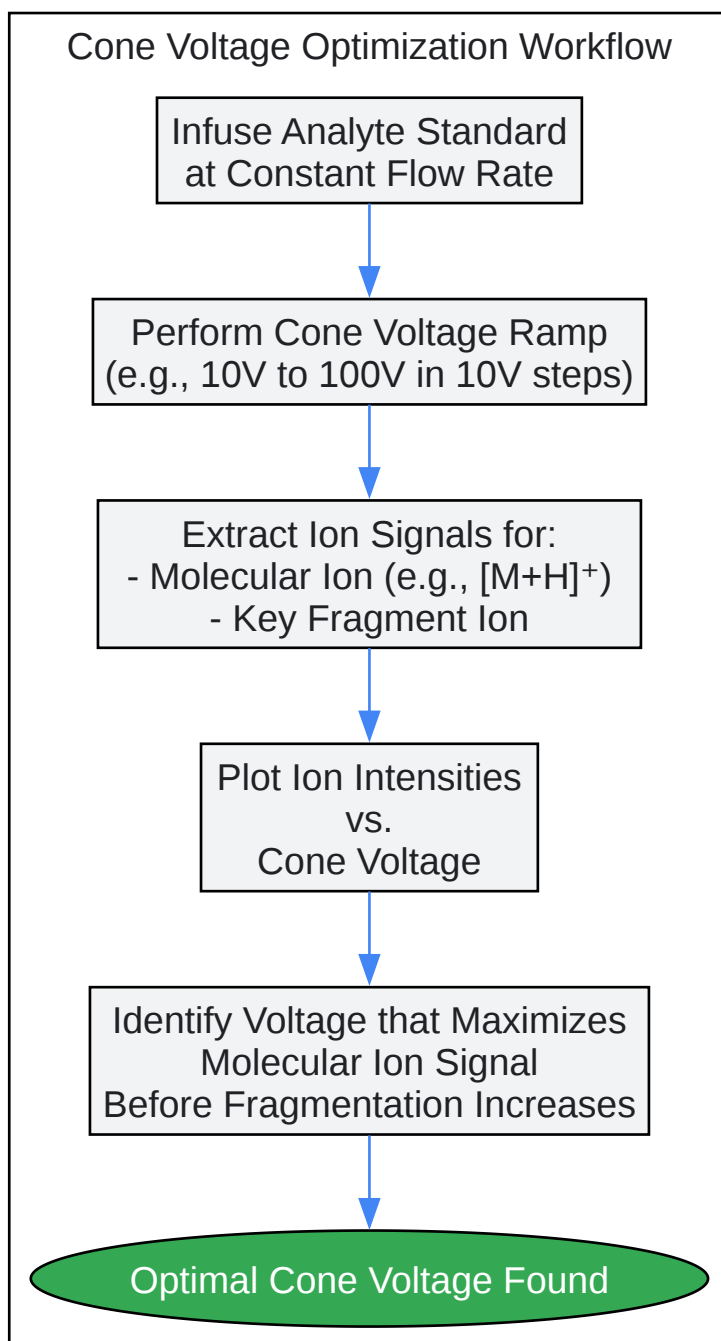 Cone Voltage Optimization Workflow
Infuse Analyte Standard
at Constant Flow Rate
Perform Cone Voltage Ramp
(e.g., 10V to 100V in 10V steps)
Extract Ion Signals for:
- Molecular Ion (e.g., [M+H]⁺)
- Key Fragment Ion
Plot Ion Intensities
vs.
Cone Voltage
Identify Voltage that Maximizes
Molecular Ion Signal
Before Fragmentation Increases
Optimal Cone Voltage Found